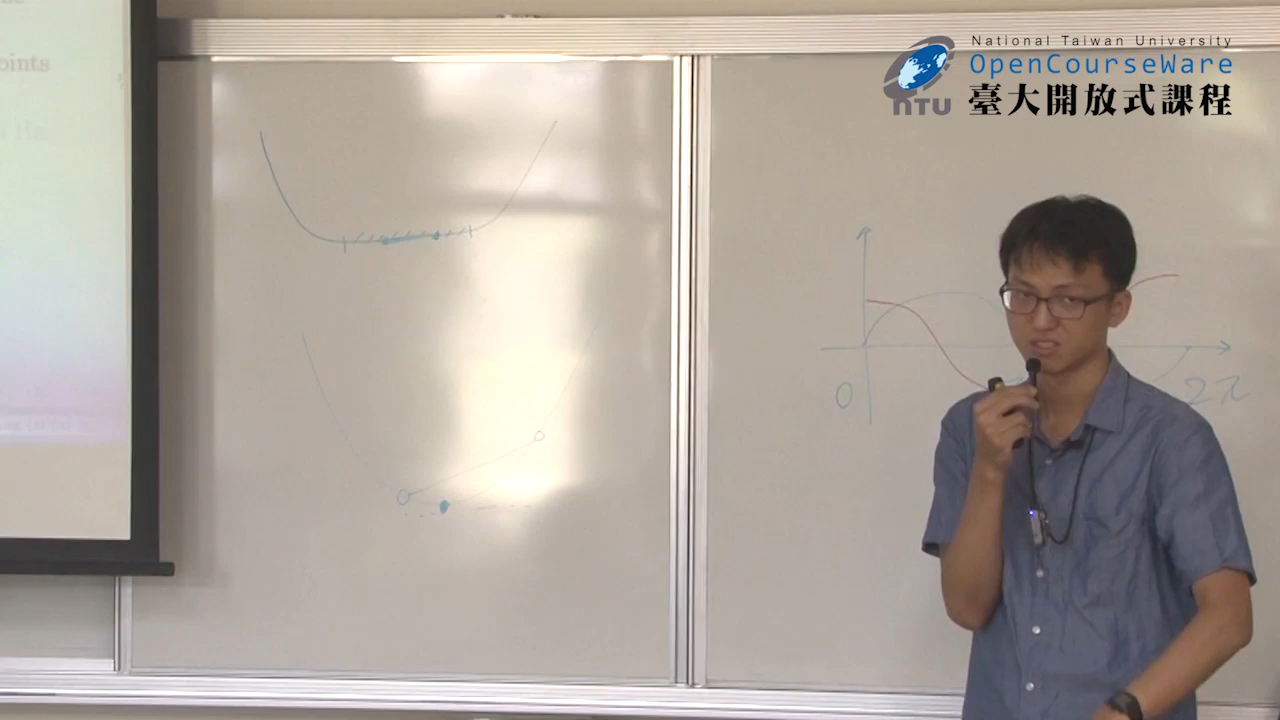 oints
National Taiwan University
OpenCourseWare
nTU
臺大開放式課程
0
2π